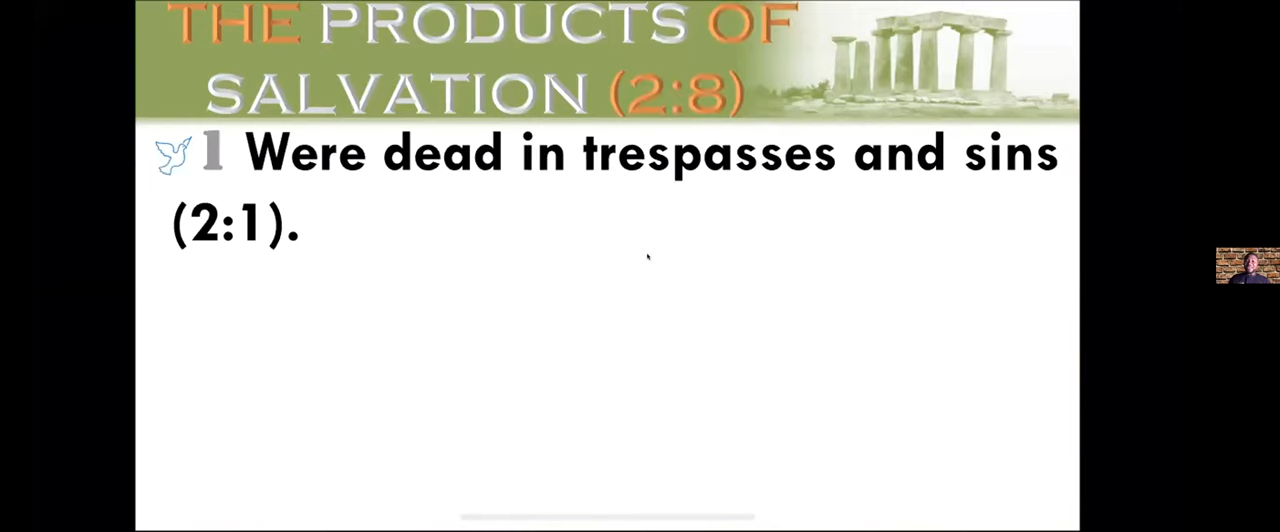 THE PRODUCTS OF
SALVATION (2:8)
1 Were dead in trespasses and sins
(2:1).